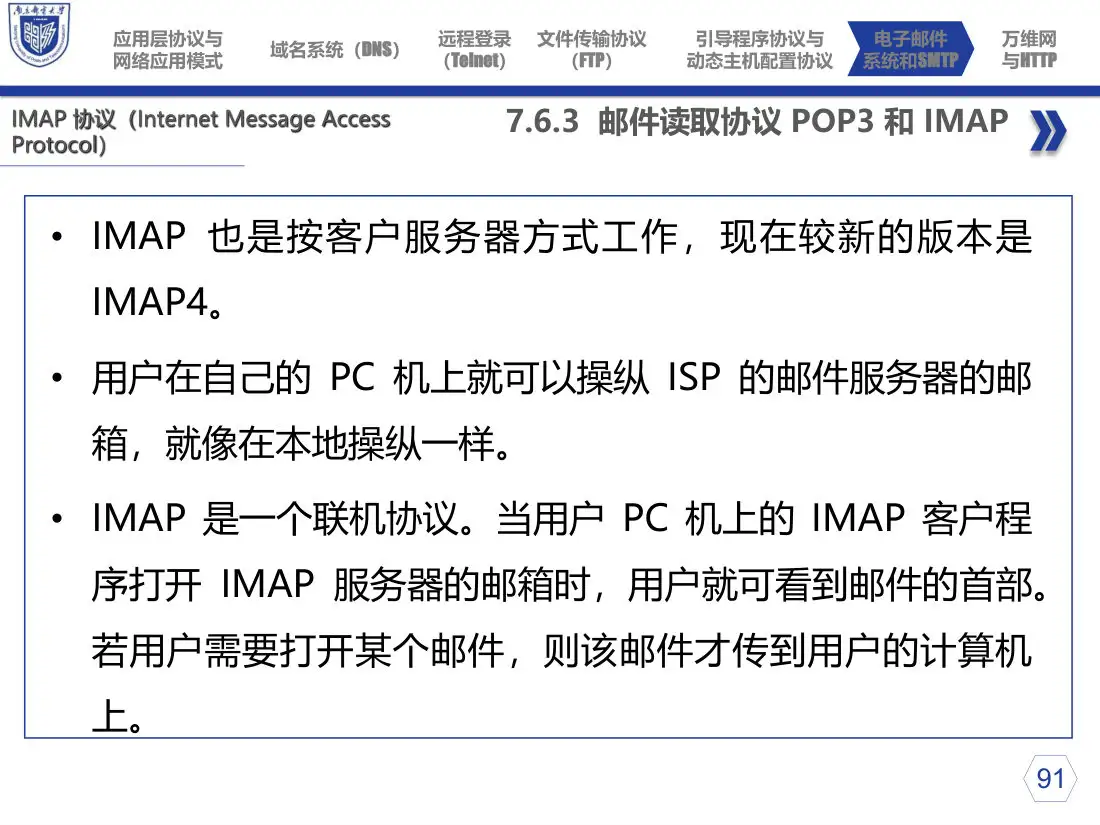 应用层协议与
网络应用模式
域名系统（DNS）
远程登录
（Telnet）
文件传输协议
（FTP）
引导程序协议与
动态主机配置协议
电子邮件
系统和SMTP
万维网
与HTTP
IMAP 协议（Internet Message Access
Protocol）
7.6.3 邮件读取协议 POP3 和 IMAP
• IMAP 也是按客户服务器方式工作，现在较新的版本是
IMAP4。
• 用户在自己的 PC 机上就可以操纵 ISP 的邮件服务器的邮
箱，就像在本地操纵一样。
• IMAP 是一个联机协议。当用户 PC 机上的 IMAP 客户程
序打开 IMAP 服务器的邮箱时，用户就可看到邮件的首部。
若用户需要打开某个邮件，则该邮件才传到用户的计算机
上。
91